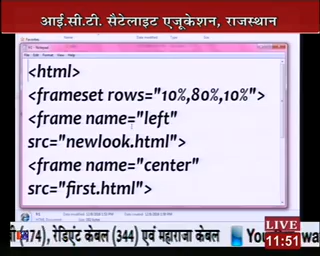 आई.सी.टी. सैटेलाइट एजूकेशन, राजस्थान
<html>
<frameset rows="10%,80%,10%">
<frame name="left"
src="newlook.html">
<frame name="center"
src="first.html">
LIVE
11:51
रेडिएंट केबल (344) एवं महाराजा केबल